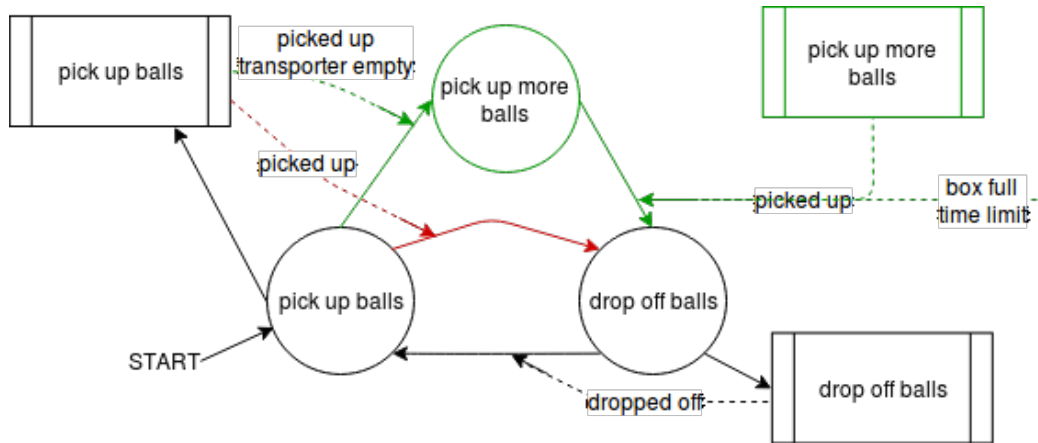 picked up
transporter empty
pick up balls
pick up more
balls
pick up more
balls
picked up
picked up
box full
time limit
pick up balls
drop off balls
START
dropped off
drop off balls